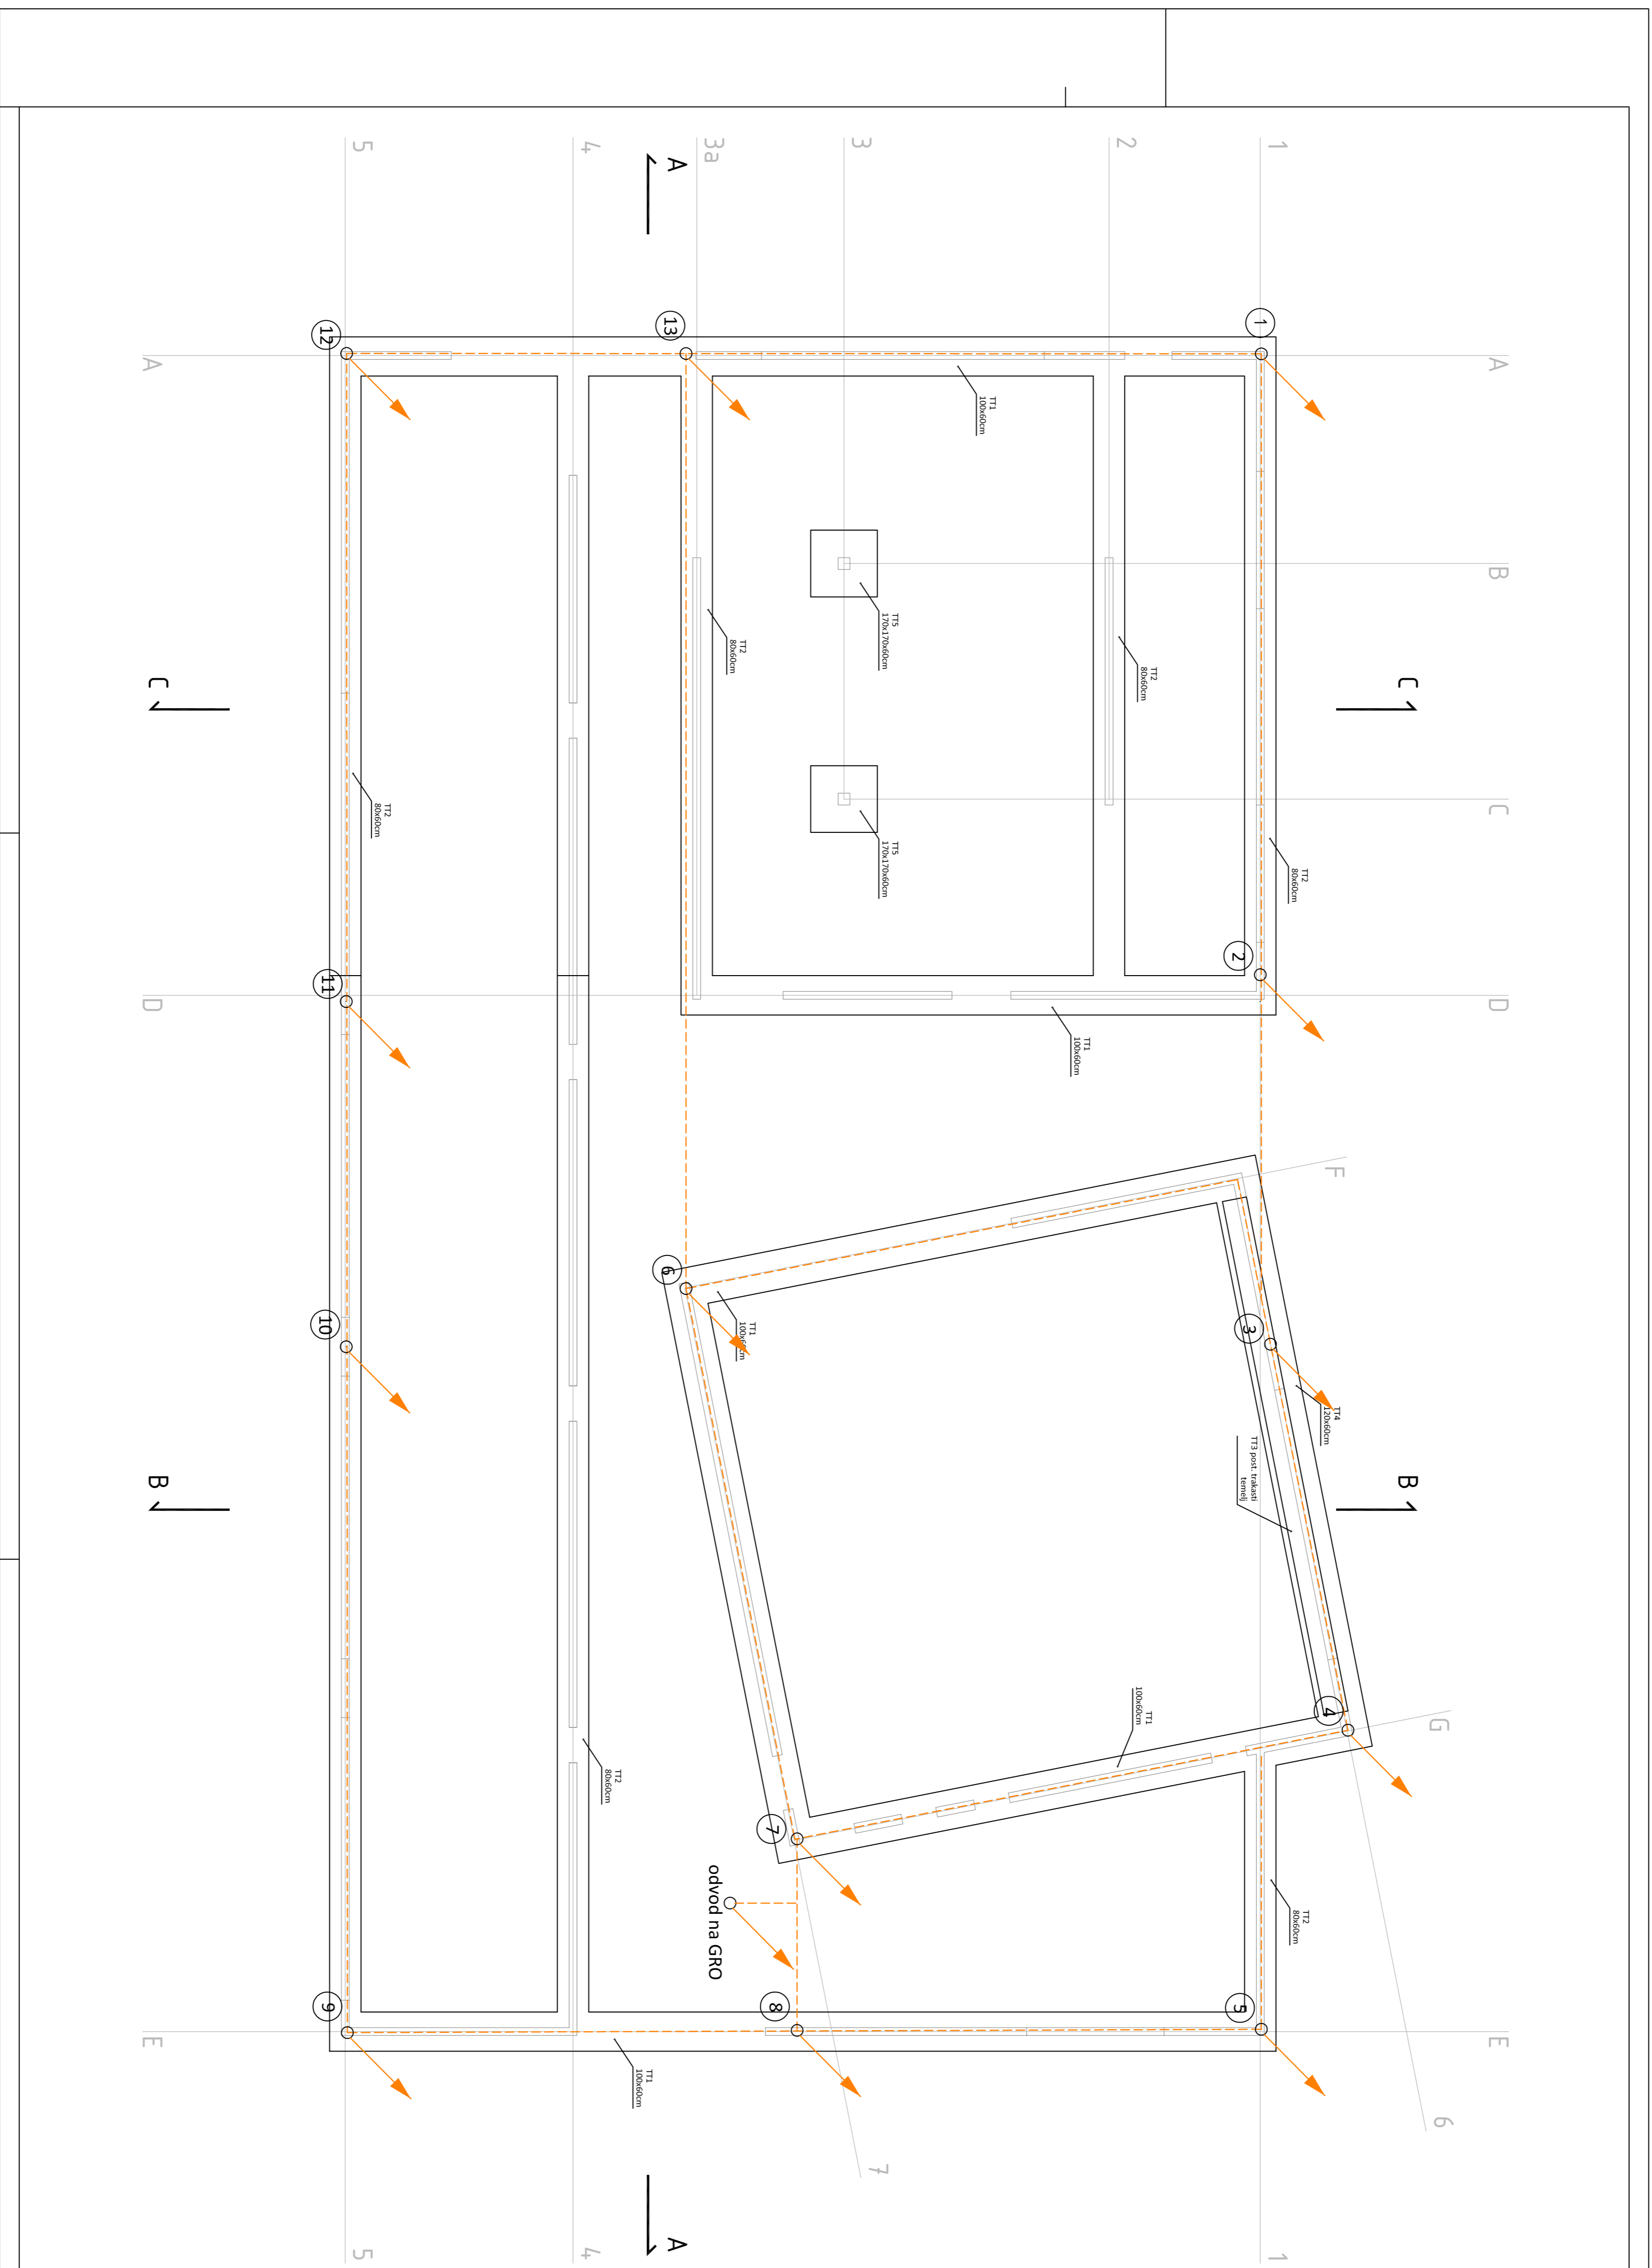 5
4
3a
3
2
1
A
A
A
B
C
D
D
E
E
F
G
6
7
5
4
1
A
C
C
B
B
1
2
3
4
5
6
7
8
9
10
11
12
13
TT1
100x60cm
TT2
80x60cm
TT5
170x170x60cm
TT2
80x60cm
TT5
170x170x60cm
TT2
80x60cm
TT2
80x60cm
TT1
100x60cm
TT1
100x60cm
TT4
120x60cm
TT3 post. trakasti
temelj
TT1
100x60cm
TT2
80x60cm
TT2
80x60cm
odvod na GRO
TT1
100x60cm